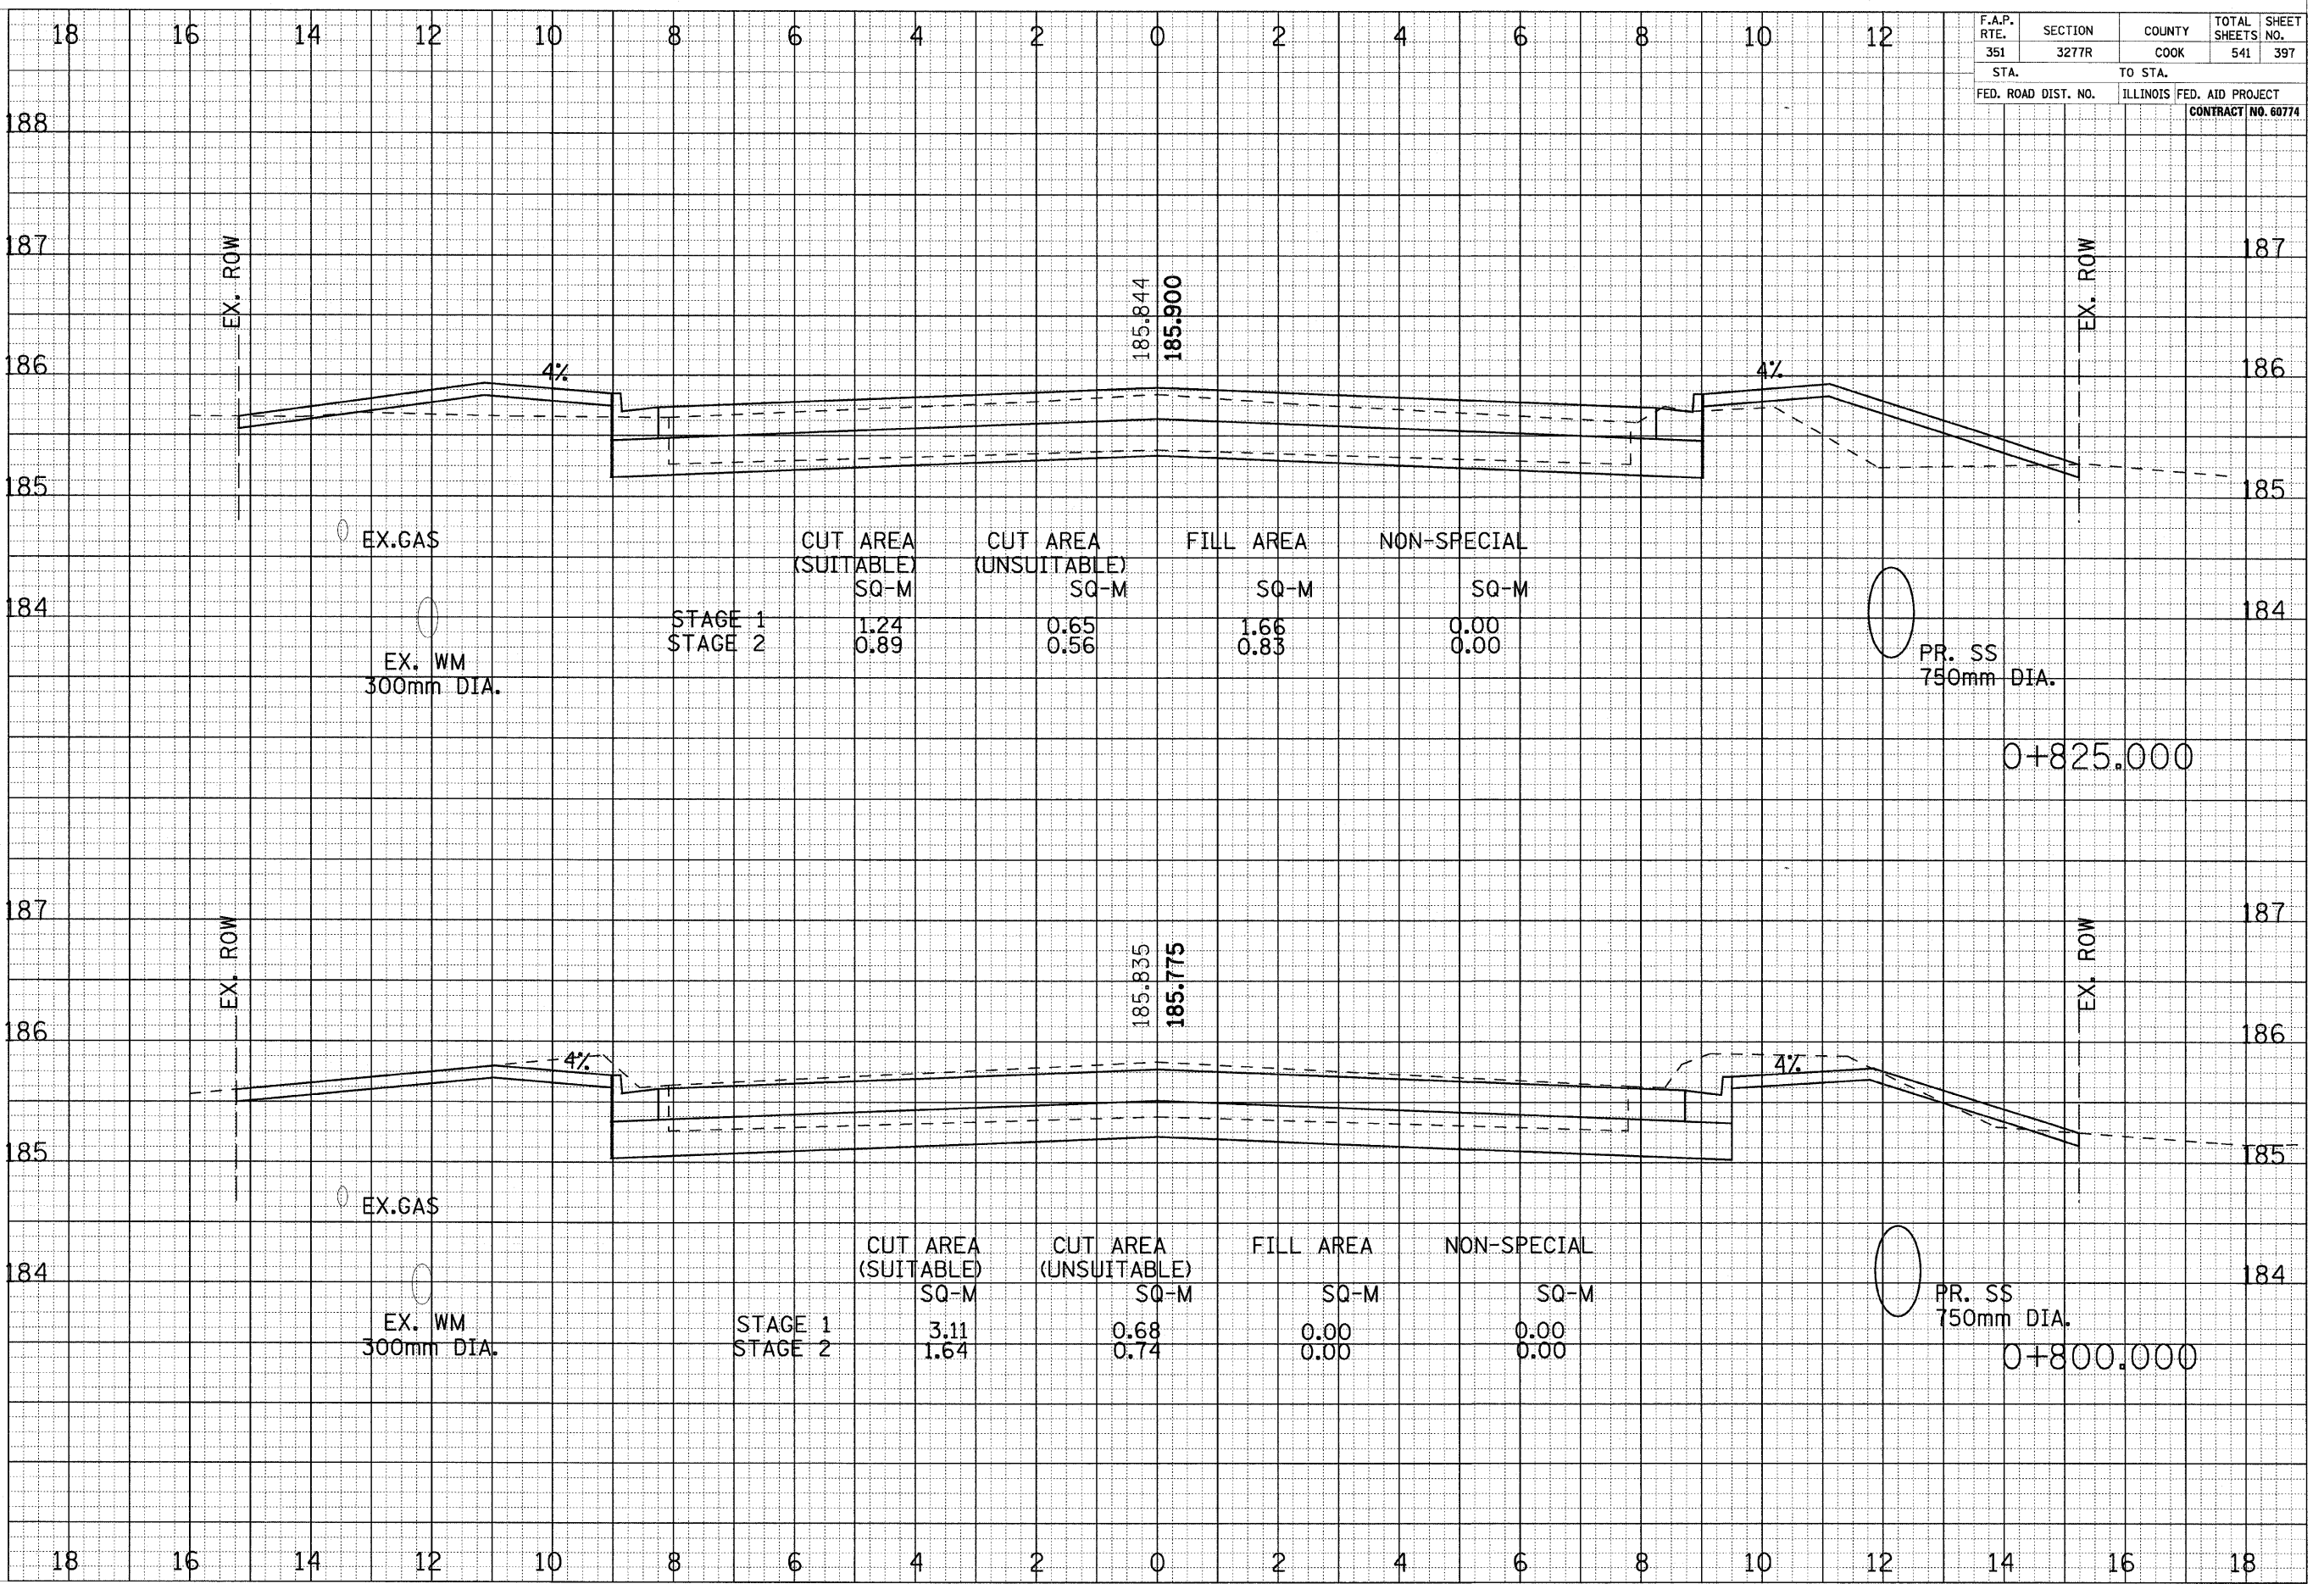 18 16 14 12 10 8 6 4 2 0 2 4 6 8 10 12
F.A.P. RTE. SECTION COUNTY TOTAL SHEETS SHEET NO.
351 3277R COOK 541 397
STA. TO STA.
FED. ROAD DIST. NO. ILLINOIS FED. AID PROJECT
CONTRACT NO. 60774
188
187 187
EX. ROW EX. ROW
185.844
185.900
186 4% 4% 186
185 185
EX.GAS
CUT AREA CUT AREA FILL AREA NON-SPECIAL
(SUITABLE) (UNSUITABLE)
SQ-M SQ-M SQ-M SQ-M
184 184
STAGE 1 1.24 0.65 1.66 0.00
STAGE 2 0.89 0.56 0.83 0.00
EX. WM
300mm DIA.
PR. SS
750mm DIA.
0+825.000
187 187
EX. ROW EX. ROW
185.835
185.775
186 186
4% 4%
185 185
EX.GAS
CUT AREA CUT AREA FILL AREA NON-SPECIAL
(SUITABLE) (UNSUITABLE)
184 184
SQ-M SQ-M SQ-M SQ-M
STAGE 1 3.11 0.68 0.00 0.00
STAGE 2 1.64 0.74 0.00 0.00
EX. WM
300mm DIA.
PR. SS
750mm DIA.
0+800.000
18 16 14 12 10 8 6 4 2 0 2 4 6 8 10 12 14 16 18